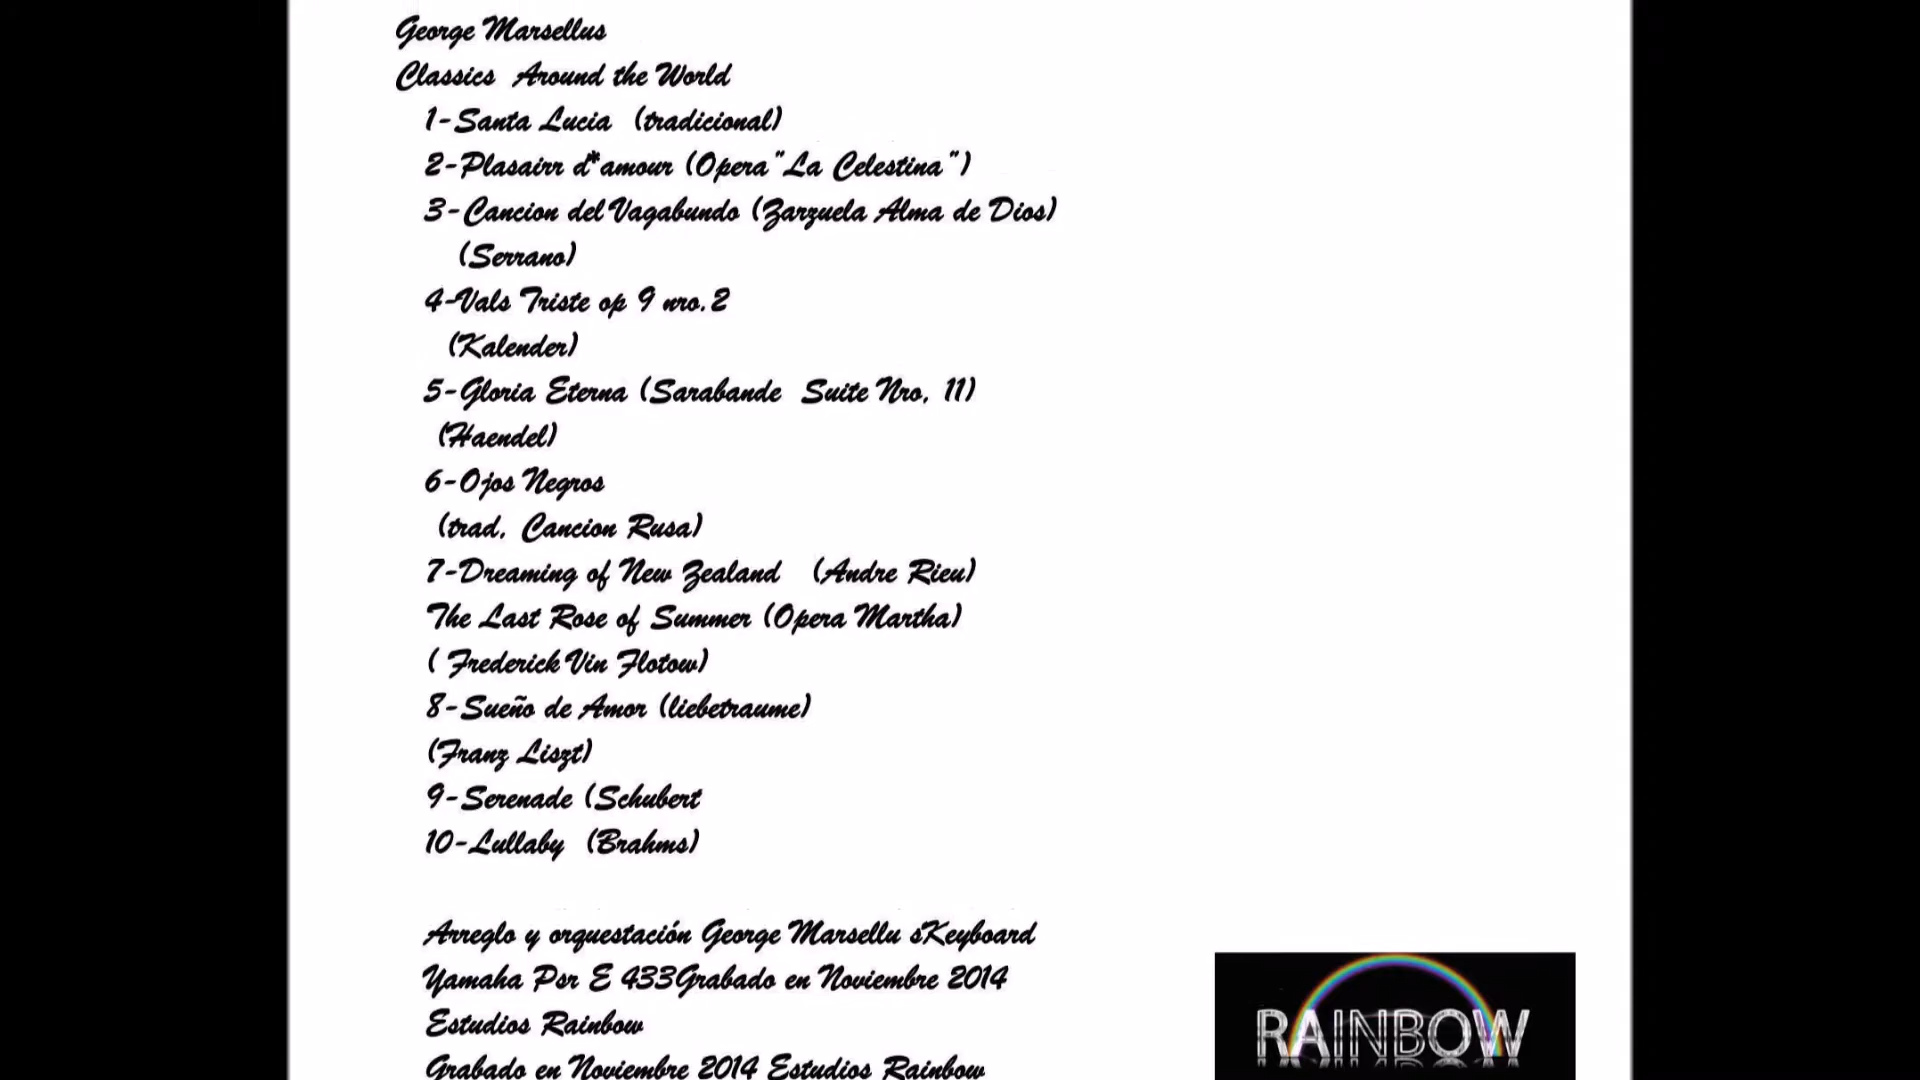 George Marsellus
Classics Around the World
1-Santa Lucia (tradicional)
2-Plasairr d*amour (Opera"La Celestina")
3-Cancion del Vagabundo (Zarzuela Alma de Dios)
(Serrano)
4-Vals Triste op 9 nro.2
(Kalender)
5-Gloria Eterna (Sarabande Suite Nro, 11)
(Haendel)
6-Ojos Negros
(trad, Cancion Rusa)
7-Dreaming of New Zealand (Andre Rieu)
The Last Rose of Summer (Opera Martha)
( Frederick Vin Flotow)
8-Sueño de Amor (liebetraume)
(Franz Liszt)
9-Serenade (Schubert
10-Lullaby (Brahms)
Arreglo y orquestación George Marsellu sKeyboard
Yamaha Psr E 433Grabado en Noviembre 2014
Estudios Rainbow
Grabado en Noviembre 2014 Estudios Rainbow
RAINBOW